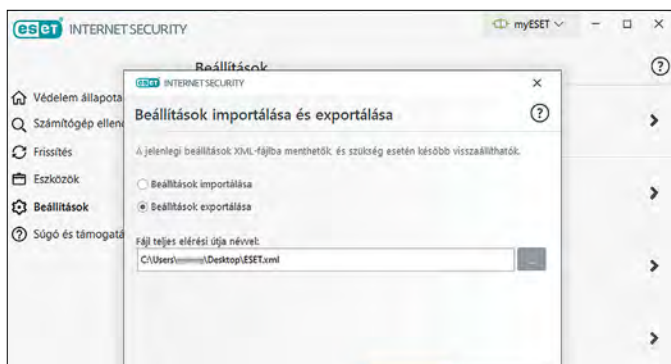 eset INTERNET SECURITY myESET
Beállítások
Védelem állapota
Számítógép ellen
Frissítés
Eszközök
Beállítások
Súgó és támogatá
eset INTERNET SECURITY
Beállítások importálása és exportálása
A jelenlegi beállítások XML-fájlba menthetők, és szükség esetén később visszaállíthatók.
Beállítások importálása
Beállítások exportálása
Fájl teljes elérési útja névvel:
C:\Users\ \Desktop\ESET.xml
...